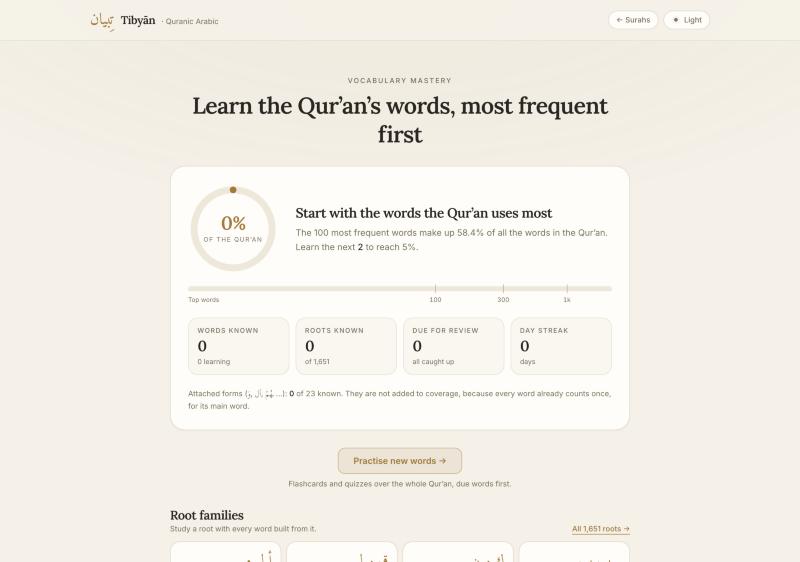 تِبيان Tibyān · Quranic Arabic
← Surahs
Light
VOCABULARY MASTERY
Learn the Qur’an’s words, most frequent
first
0%
OF THE QUR’AN
Start with the words the Qur’an uses most
The 100 most frequent words make up 58.4% of all the words in the Qur’an.
Learn the next 2 to reach 5%.
Top words 100 300 1k
WORDS KNOWN
0
0 learning
ROOTS KNOWN
0
of 1,651
DUE FOR REVIEW
0
all caught up
DAY STREAK
0
days
Attached forms ( …): 0 of 23 known. They are not added to coverage, because every word already counts once,
for its main word.
Practise new words →
Flashcards and quizzes over the whole Qur’an, due words first.
Root families
Study a root with every word built from it.
All 1,651 roots →